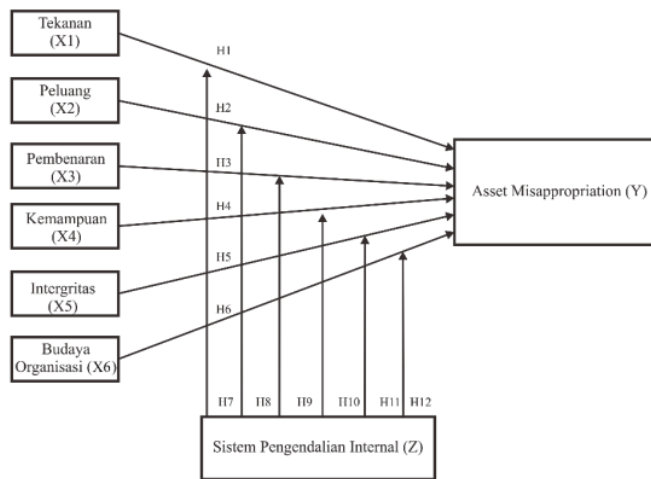 Tekanan
(X1)
Peluang
(X2)
Pembenaran
(X3)
Kemampuan
(X4)
Intergritas
(X5)
Budaya
Organisasi (X6)
H1
H2
H3
H4
H5
H6
Asset Misappropriation (Y)
H7
H8
H9
H10
H11
H12
Sistem Pengendalian Internal (Z)